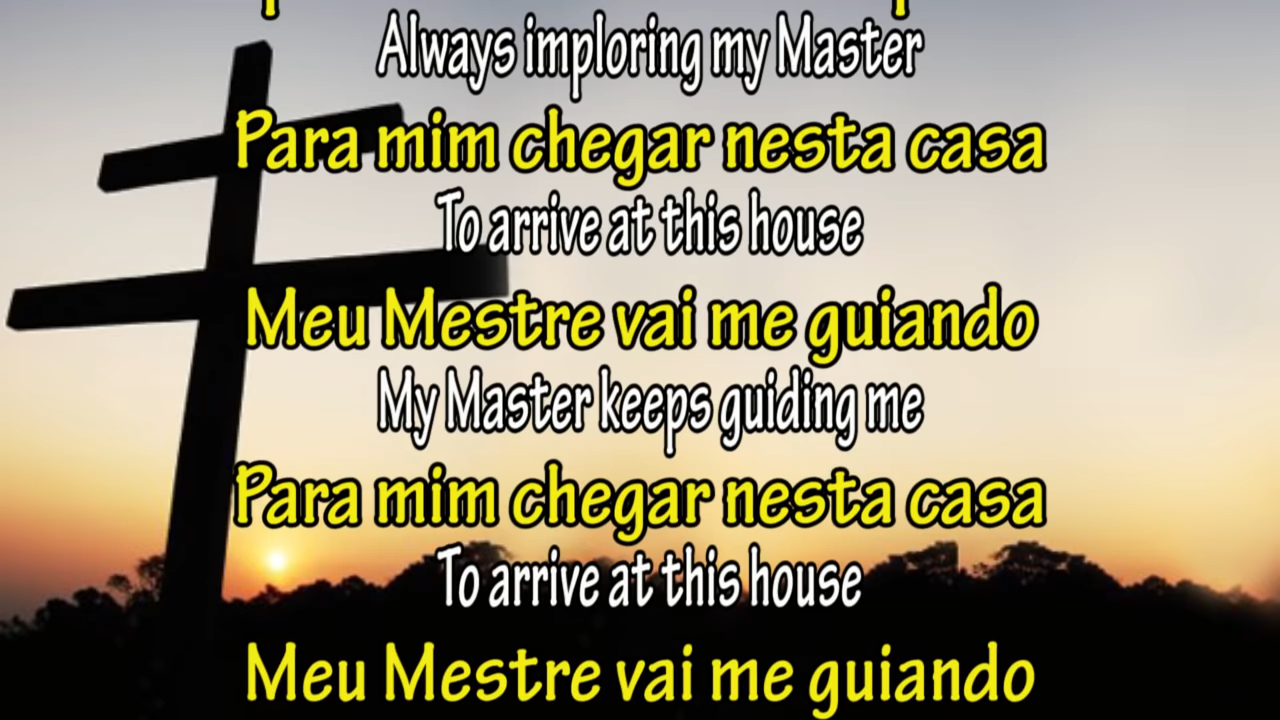 Always imploring my Master
Para mim chegar nesta casa
To arrive at this house
Meu Mestre vai me guiando
My Master keeps guiding me
Para mim chegar nesta casa
To arrive at this house
Meu Mestre vai me guiando